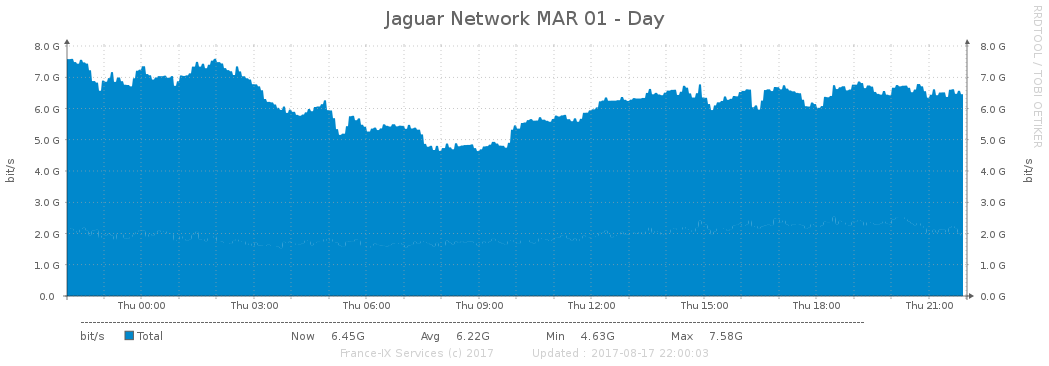 Jaguar Network MAR 01 - Day
RRDTOOL / TOBI OETIKER
bit/s
bit/s
8.0 G 8.0 G
7.0 G 7.0 G
6.0 G 6.0 G
5.0 G 5.0 G
4.0 G 4.0 G
3.0 G 3.0 G
2.0 G 2.0 G
1.0 G 1.0 G
0.0 0.0 G
Thu 00:00 Thu 03:00 Thu 06:00 Thu 09:00 Thu 12:00 Thu 15:00 Thu 18:00 Thu 21:00
bit/s Total Now 6.45G Avg 6.22G Min 4.63G Max 7.58G
France-IX Services (c) 2017 Updated : 2017-08-17 22:00:03